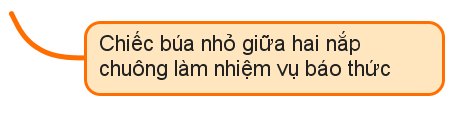 Chiếc búa nhỏ giữa hai nắp
chuông làm nhiệm vụ báo thức